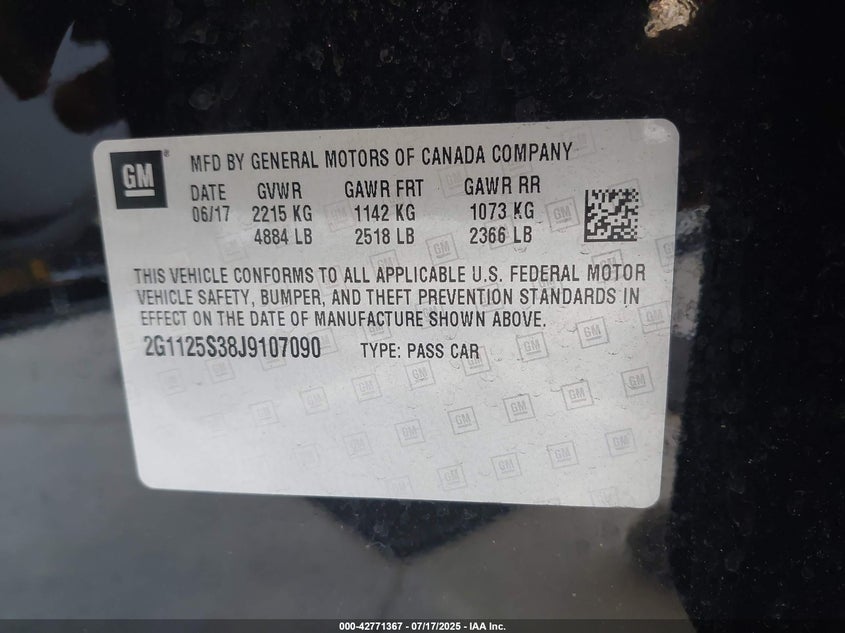 GM ®
MFD BY GENERAL MOTORS OF CANADA COMPANY
DATE GVWR GAWR FRT GAWR RR
06/17 2215 KG 1142 KG 1073 KG
4884 LB 2518 LB 2366 LB
THIS VEHICLE CONFORMS TO ALL APPLICABLE U.S. FEDERAL MOTOR
VEHICLE SAFETY, BUMPER, AND THEFT PREVENTION STANDARDS IN
EFFECT ON THE DATE OF MANUFACTURE SHOWN ABOVE.
2G1125S38J9107090 TYPE: PASS CAR
000-42771367 - 07/17/2025 - IAA Inc.